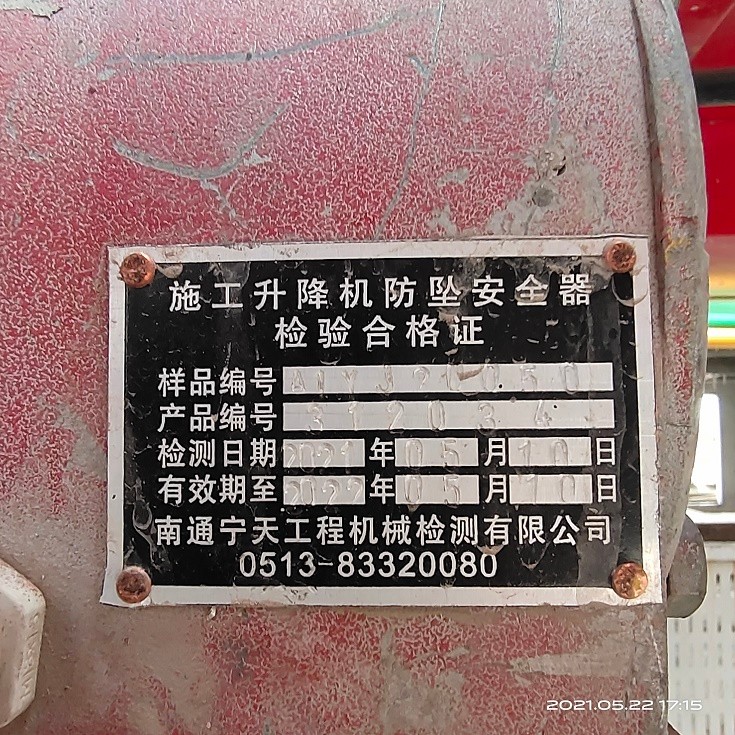 施工升降机防坠安全器
检验合格证
样品编号
产品编号 312034
检测日期 2021 年 05 月 10 日
有效期至 2022 年 05 月 10 日
南通宁天工程机械检测有限公司
0513-83320080
2021.05.22 17:15